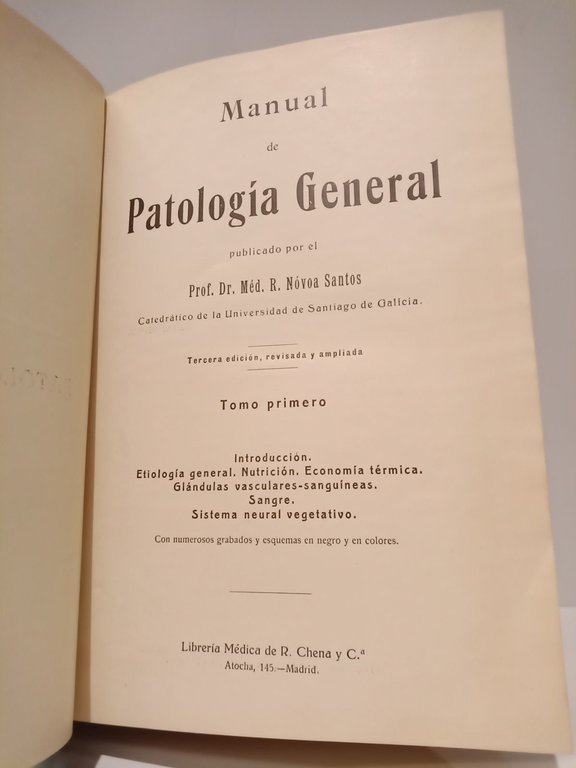 Manual
de
Patología General
publicado por el
Prof. Dr. Méd. R. Nóvoa Santos
Catedrático de la Universidad de Santiago de Galicia.
Tercera edición, revisada y ampliada
Tomo primero
Introducción.
Etiología general. Nutrición. Economía térmica.
Glándulas vasculares-sanguíneas.
Sangre.
Sistema neural vegetativo.
Con numerosos grabados y esquemas en negro y en colores.
Librería Médica de R. Chena y C.ª
Atocha, 145.—Madrid.